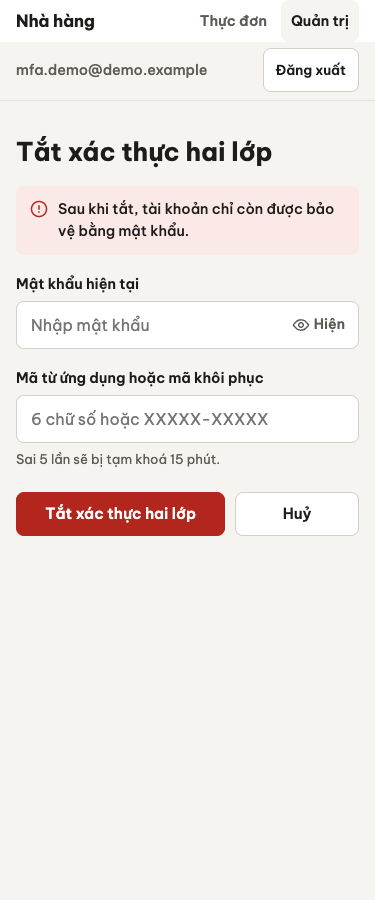 Nhà hàng
Thực đơn
Quản trị
mfa.demo@demo.example
Đăng xuất
Tắt xác thực hai lớp
Sau khi tắt, tài khoản chỉ còn được bảo
vệ bằng mật khẩu.
Mật khẩu hiện tại
Nhập mật khẩu
Hiện
Mã từ ứng dụng hoặc mã khôi phục
6 chữ số hoặc XXXXX-XXXXX
Sai 5 lần sẽ bị tạm khoá 15 phút.
Tắt xác thực hai lớp
Huỷ